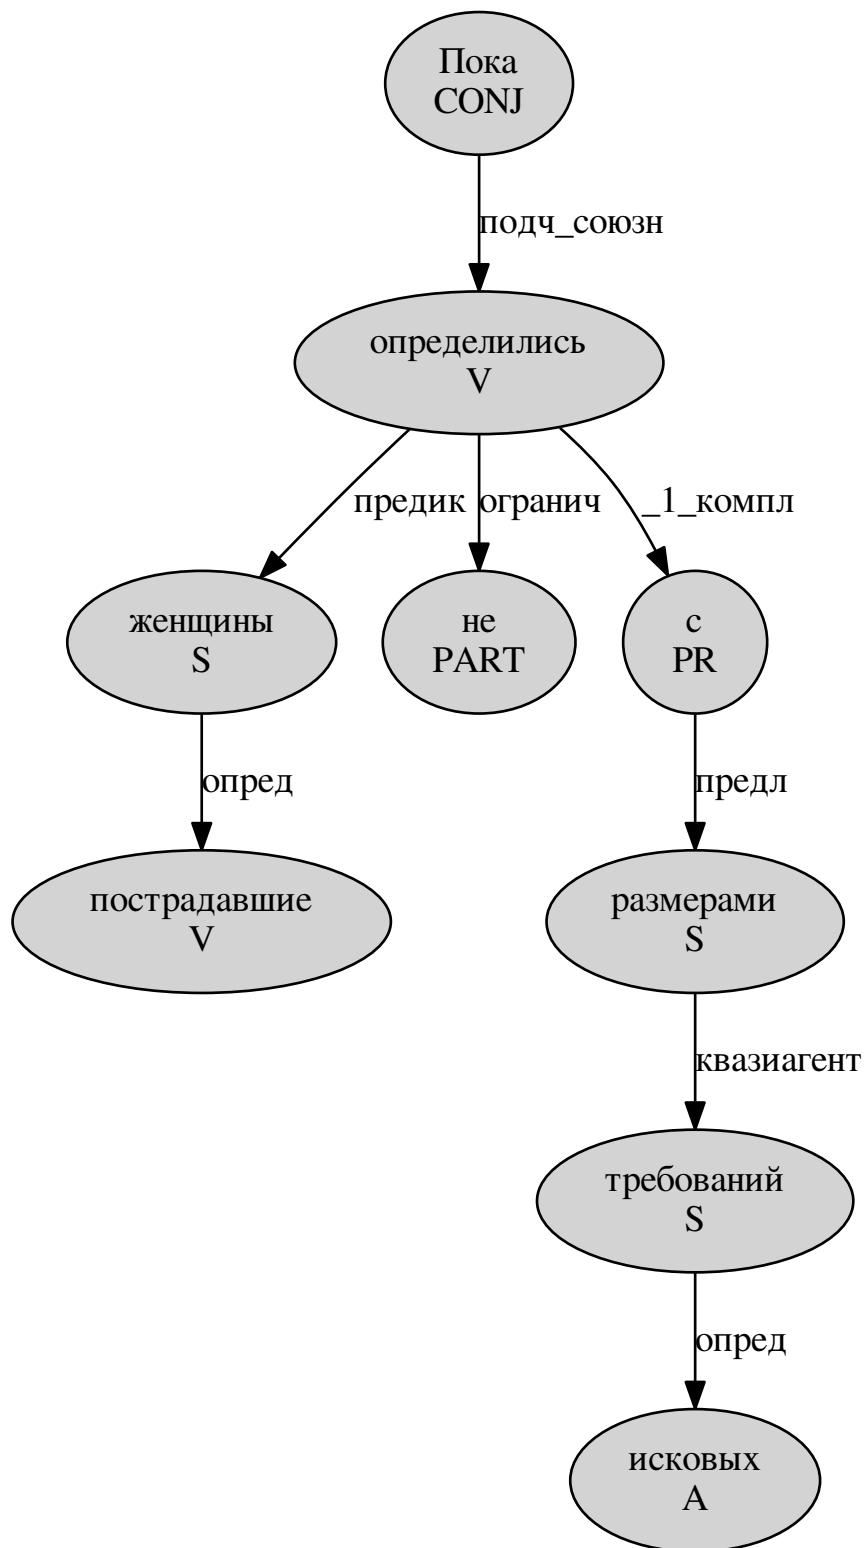 Пока
CONJ
подч_союзн
определились
V
предик
огранич
_1_компл
женщины
S
не
PART
с
PR
опред
предл
пострадавшие
V
размерами
S
квазиагент
требований
S
опред
исковых
A